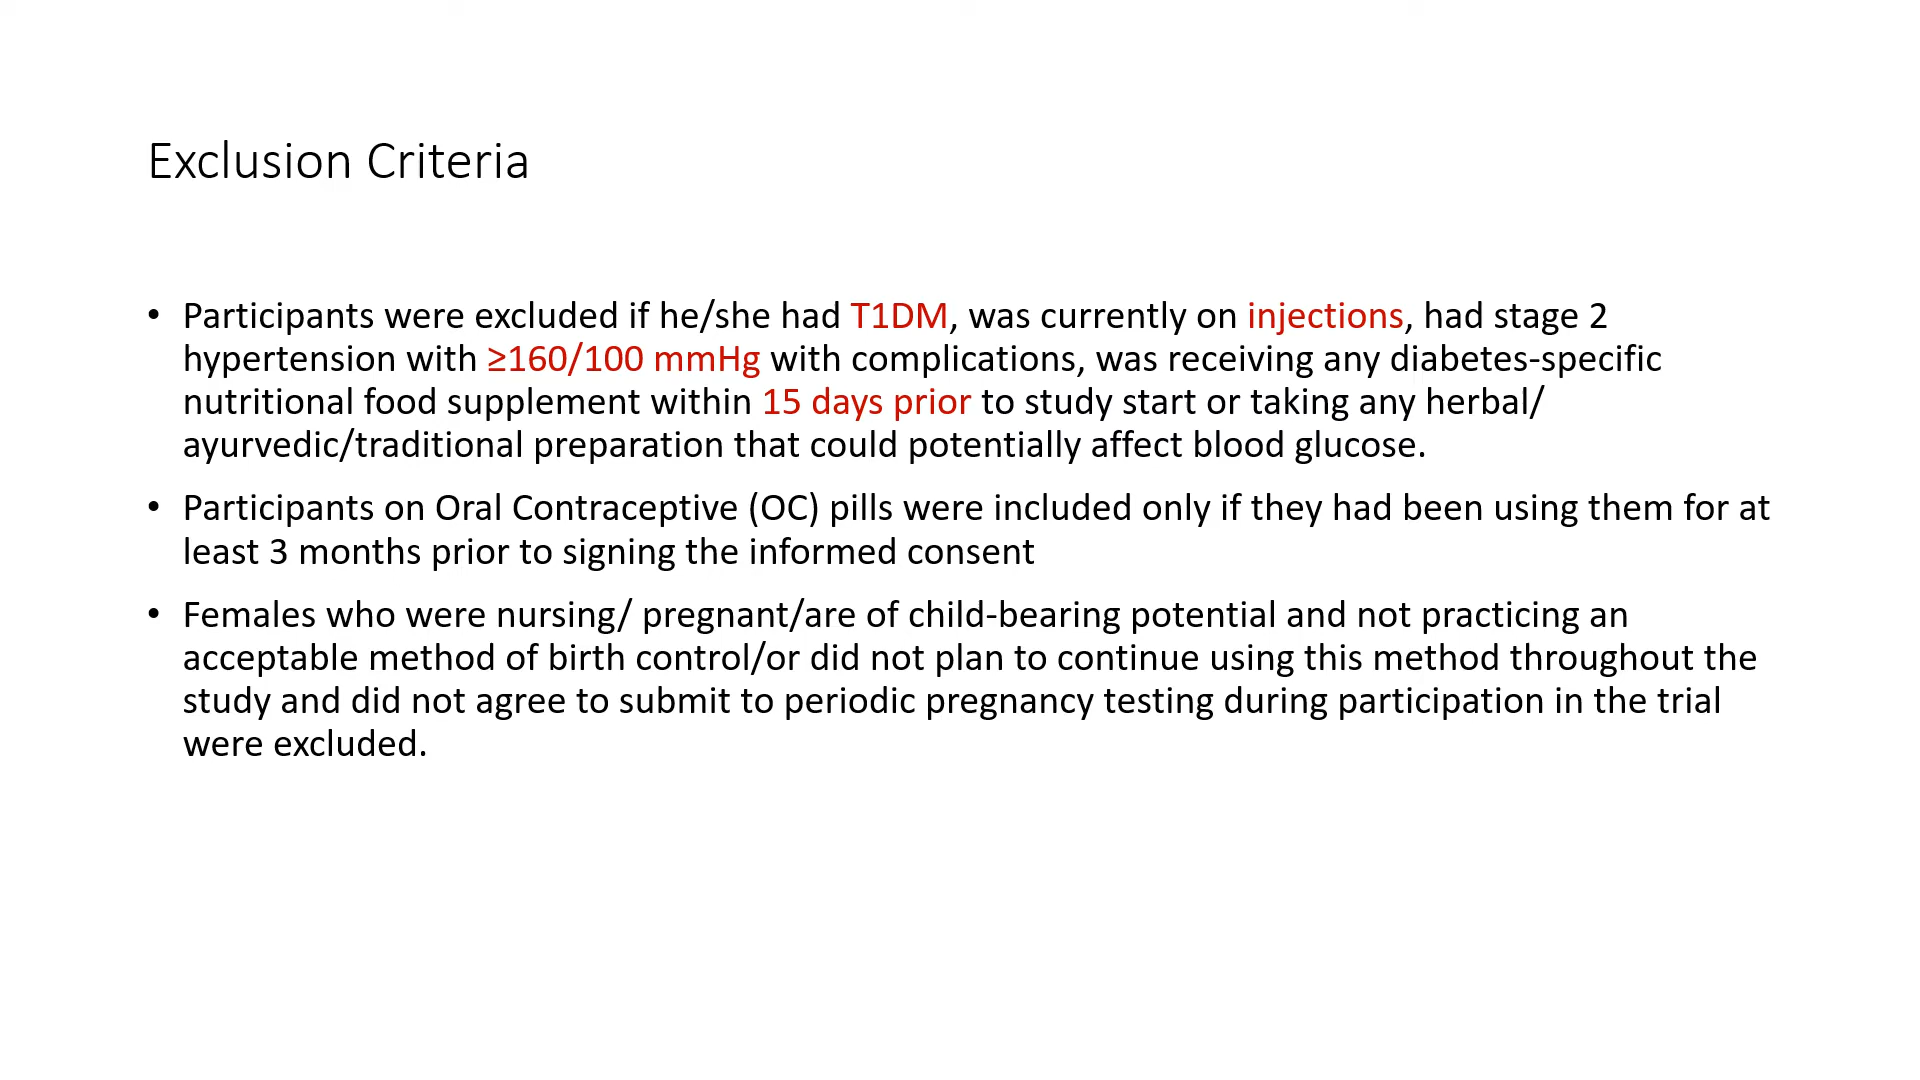 Exclusion Criteria
• Participants were excluded if he/she had T1DM, was currently on injections, had stage 2
hypertension with ≥160/100 mmHg with complications, was receiving any diabetes-specific
nutritional food supplement within 15 days prior to study start or taking any herbal/
ayurvedic/traditional preparation that could potentially affect blood glucose.
• Participants on Oral Contraceptive (OC) pills were included only if they had been using them for at
least 3 months prior to signing the informed consent
• Females who were nursing/ pregnant/are of child-bearing potential and not practicing an
acceptable method of birth control/or did not plan to continue using this method throughout the
study and did not agree to submit to periodic pregnancy testing during participation in the trial
were excluded.